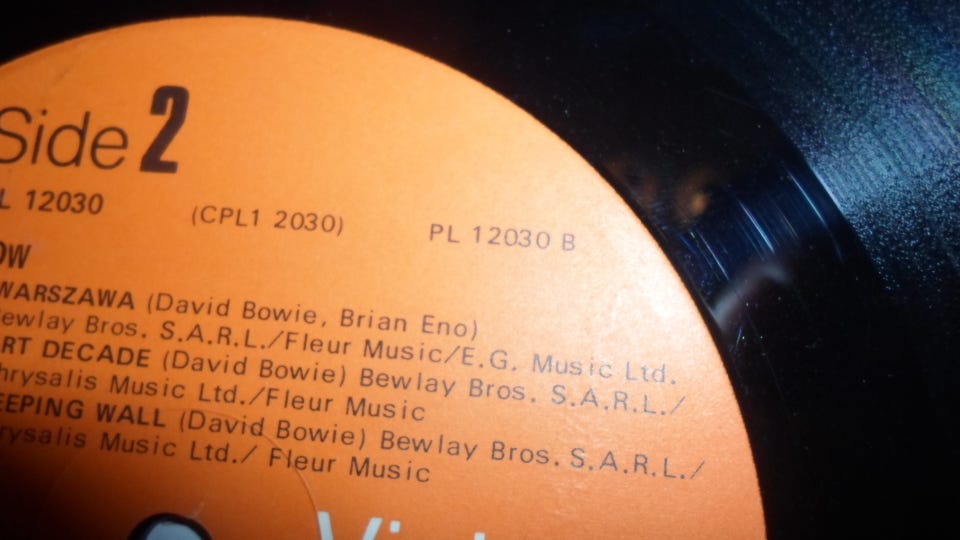 Side 2
L 12030 (CPL1 2030) PL 12030 B
OW
WARSZAWA (David Bowie, Brian Eno)
ewlay Bros. S.A.R.L./Fleur Music/E.G. Music Ltd.
RT DECADE (David Bowie) Bewlay Bros. S.A.R.L./
hrysalis Music Ltd./Fleur Music
EEPING WALL (David Bowie) Bewlay Bros. S.A.R.L./
rysalis Music Ltd./ Fleur Music